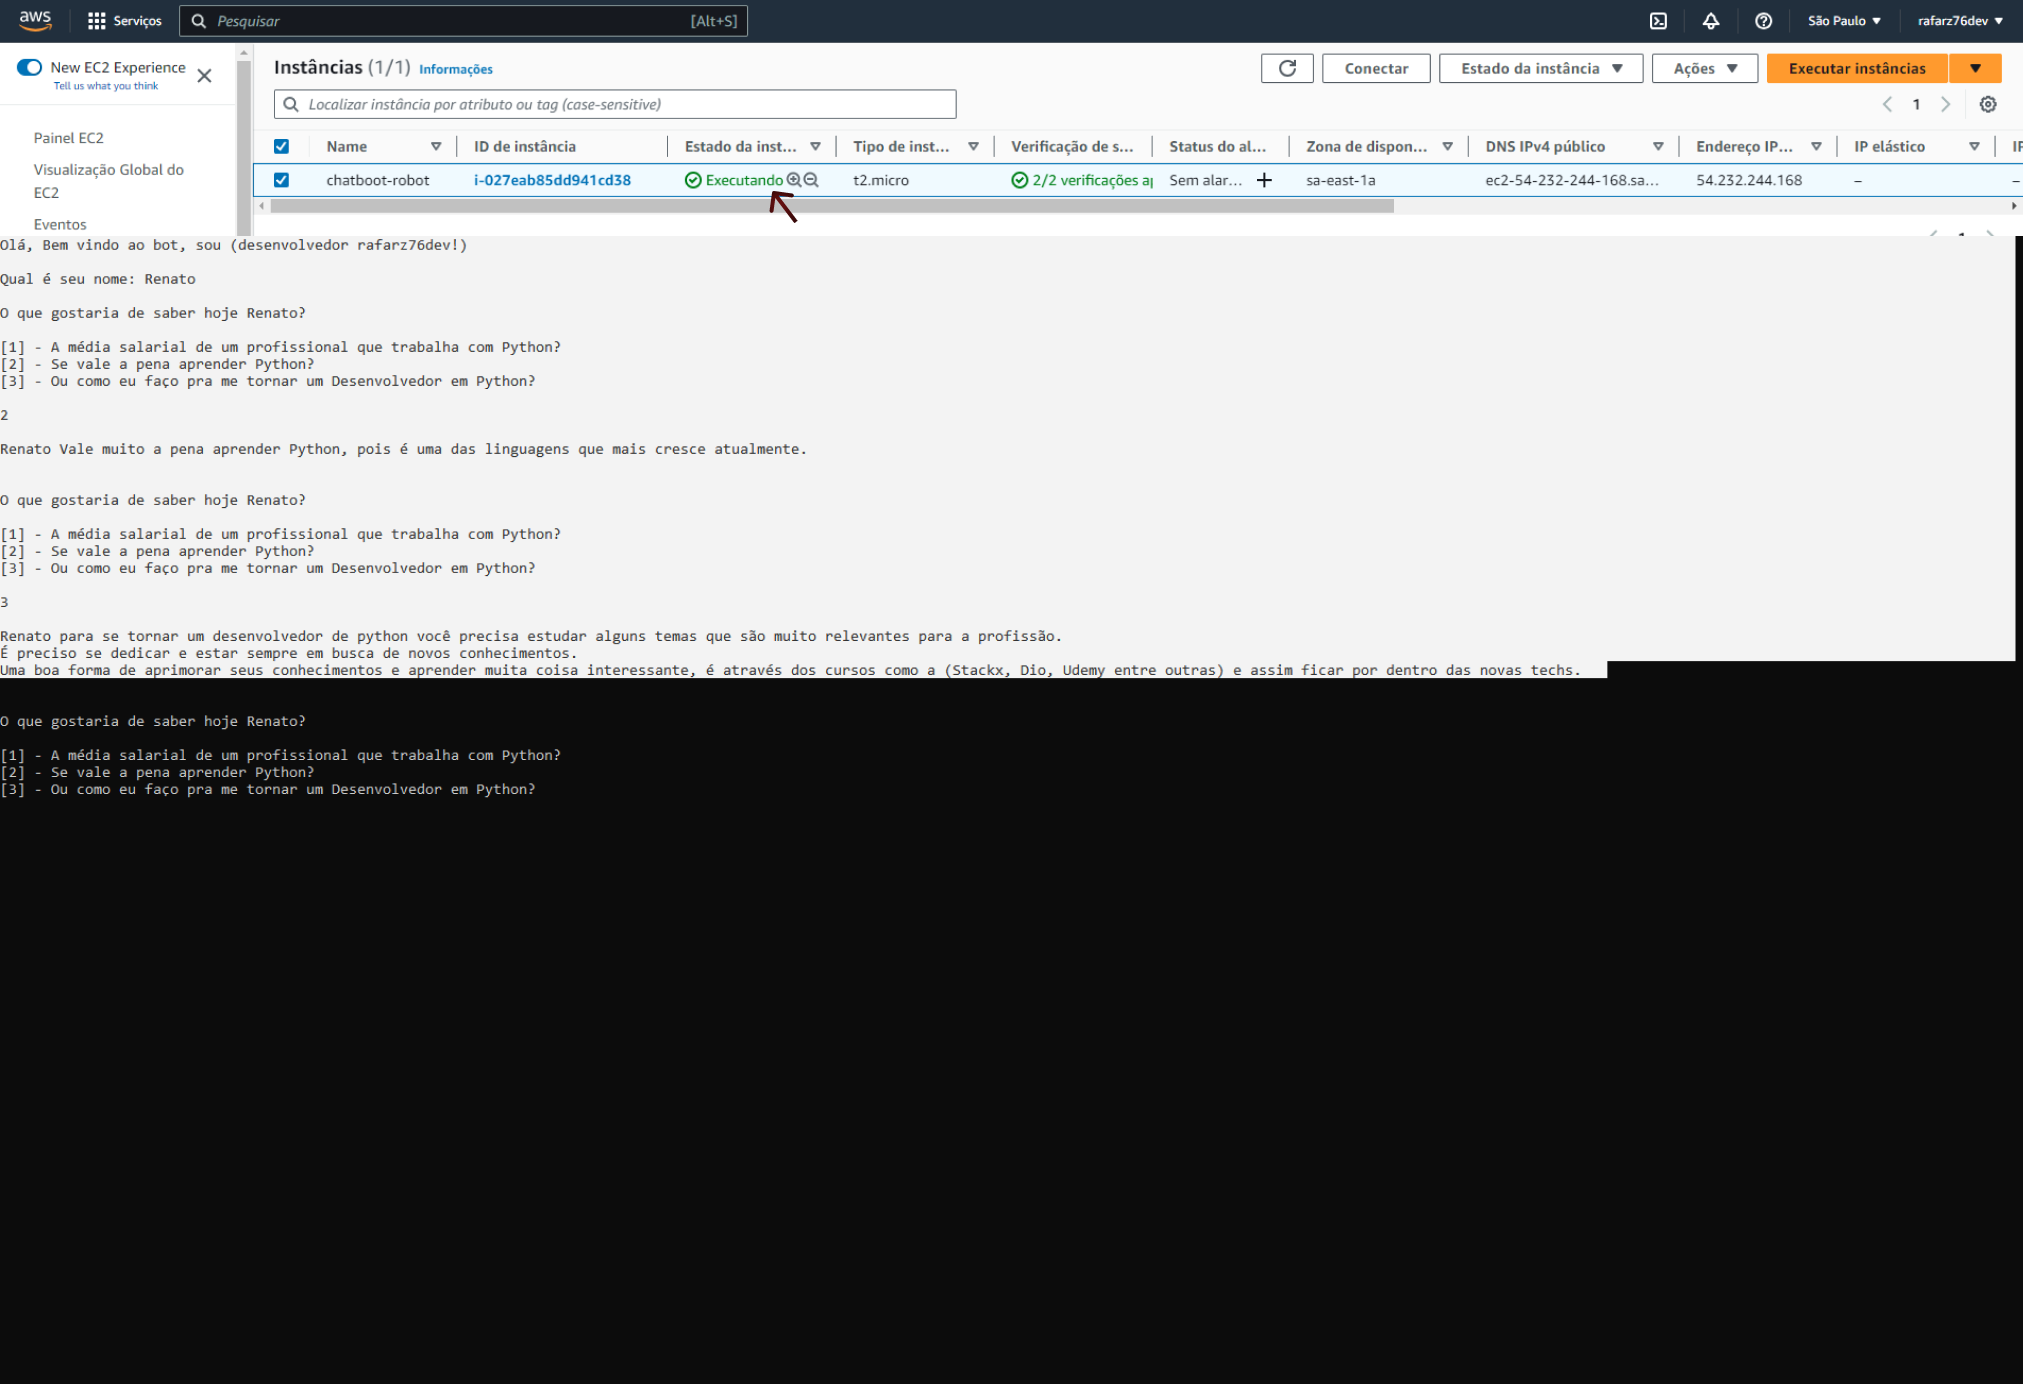 aws
Serviços
Pesquisar
[Alt+S]
São Paulo
rafarz76dev
New EC2 Experience
Tell us what you think
Painel EC2
Visualização Global do
EC2
Eventos
Instâncias (1/1) Informações
Conectar
Estado da instância
Ações
Executar instâncias
Localizar instância por atributo ou tag (case-sensitive)
1
Name ID de instância Estado da inst... Tipo de inst... Verificação de s... Status do al... Zona de dispon... DNS IPv4 público Endereço IP... IP elástico
chatboot-robot i-027eab85dd941cd38 Executando t2.micro 2/2 verificações Sem alar... + sa-east-1a ec2-54-232-244-168.sa... 54.232.244.168 – –
Olá, Bem vindo ao bot, sou (desenvolvedor rafarz76dev!)
Qual é seu nome: Renato
O que gostaria de saber hoje Renato?
[1] - A média salarial de um profissional que trabalha com Python?
[2] - Se vale a pena aprender Python?
[3] - Ou como eu faço pra me tornar um Desenvolvedor em Python?
2
Renato Vale muito a pena aprender Python, pois é uma das linguagens que mais cresce atualmente.
O que gostaria de saber hoje Renato?
[1] - A média salarial de um profissional que trabalha com Python?
[2] - Se vale a pena aprender Python?
[3] - Ou como eu faço pra me tornar um Desenvolvedor em Python?
3
Renato para se tornar um desenvolvedor de python você precisa estudar alguns temas que são muito relevantes para a profissão.
É preciso se dedicar e estar sempre em busca de novos conhecimentos.
Uma boa forma de aprimorar seus conhecimentos e aprender muita coisa interessante, é através dos cursos como a (Stackx, Dio, Udemy entre outras) e assim ficar por dentro das novas techs.
O que gostaria de saber hoje Renato?
[1] - A média salarial de um profissional que trabalha com Python?
[2] - Se vale a pena aprender Python?
[3] - Ou como eu faço pra me tornar um Desenvolvedor em Python?